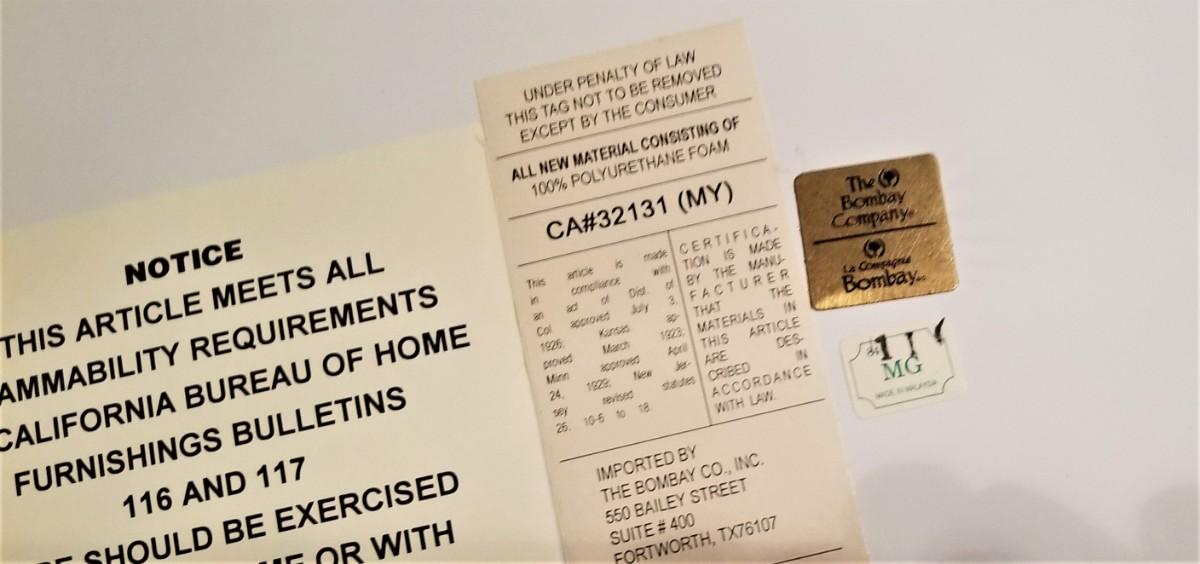 NOTICE
THIS ARTICLE MEETS ALL
AMMABILITY REQUIREMENTS
CALIFORNIA BUREAU OF HOME
FURNISHINGS BULLETINS
116 AND 117
SHOULD BE EXERCISED
OR WITH
UNDER PENALTY OF LAW
THIS TAG NOT TO BE REMOVED
EXCEPT BY THE CONSUMER
ALL NEW MATERIAL CONSISTING OF
100% POLYURETHANE FOAM
CA#32131 (MY)
This article is made
in compliance with
an act of Dist. of
Col approved July 3,
1926; Kansas ap-
proved March 1923;
Minn approved April
24, 1929; New Jer-
sey revised statutes
26. 10-6 to 18.
CERTIFICA-
TION IS MADE
BY THE MANU-
FACTURER
THAT THE
MATERIALS IN
THIS ARTICLE
ARE DES-
CRIBED IN
ACCORDANCE
WITH LAW.
IMPORTED BY
THE BOMBAY CO., INC.
550 BAILEY STREET
SUITE # 400
FORTWORTH, TX76107
The
Bombay
Company®
La Compagnie
Bombay
MG
MADE IN MALAYSIA